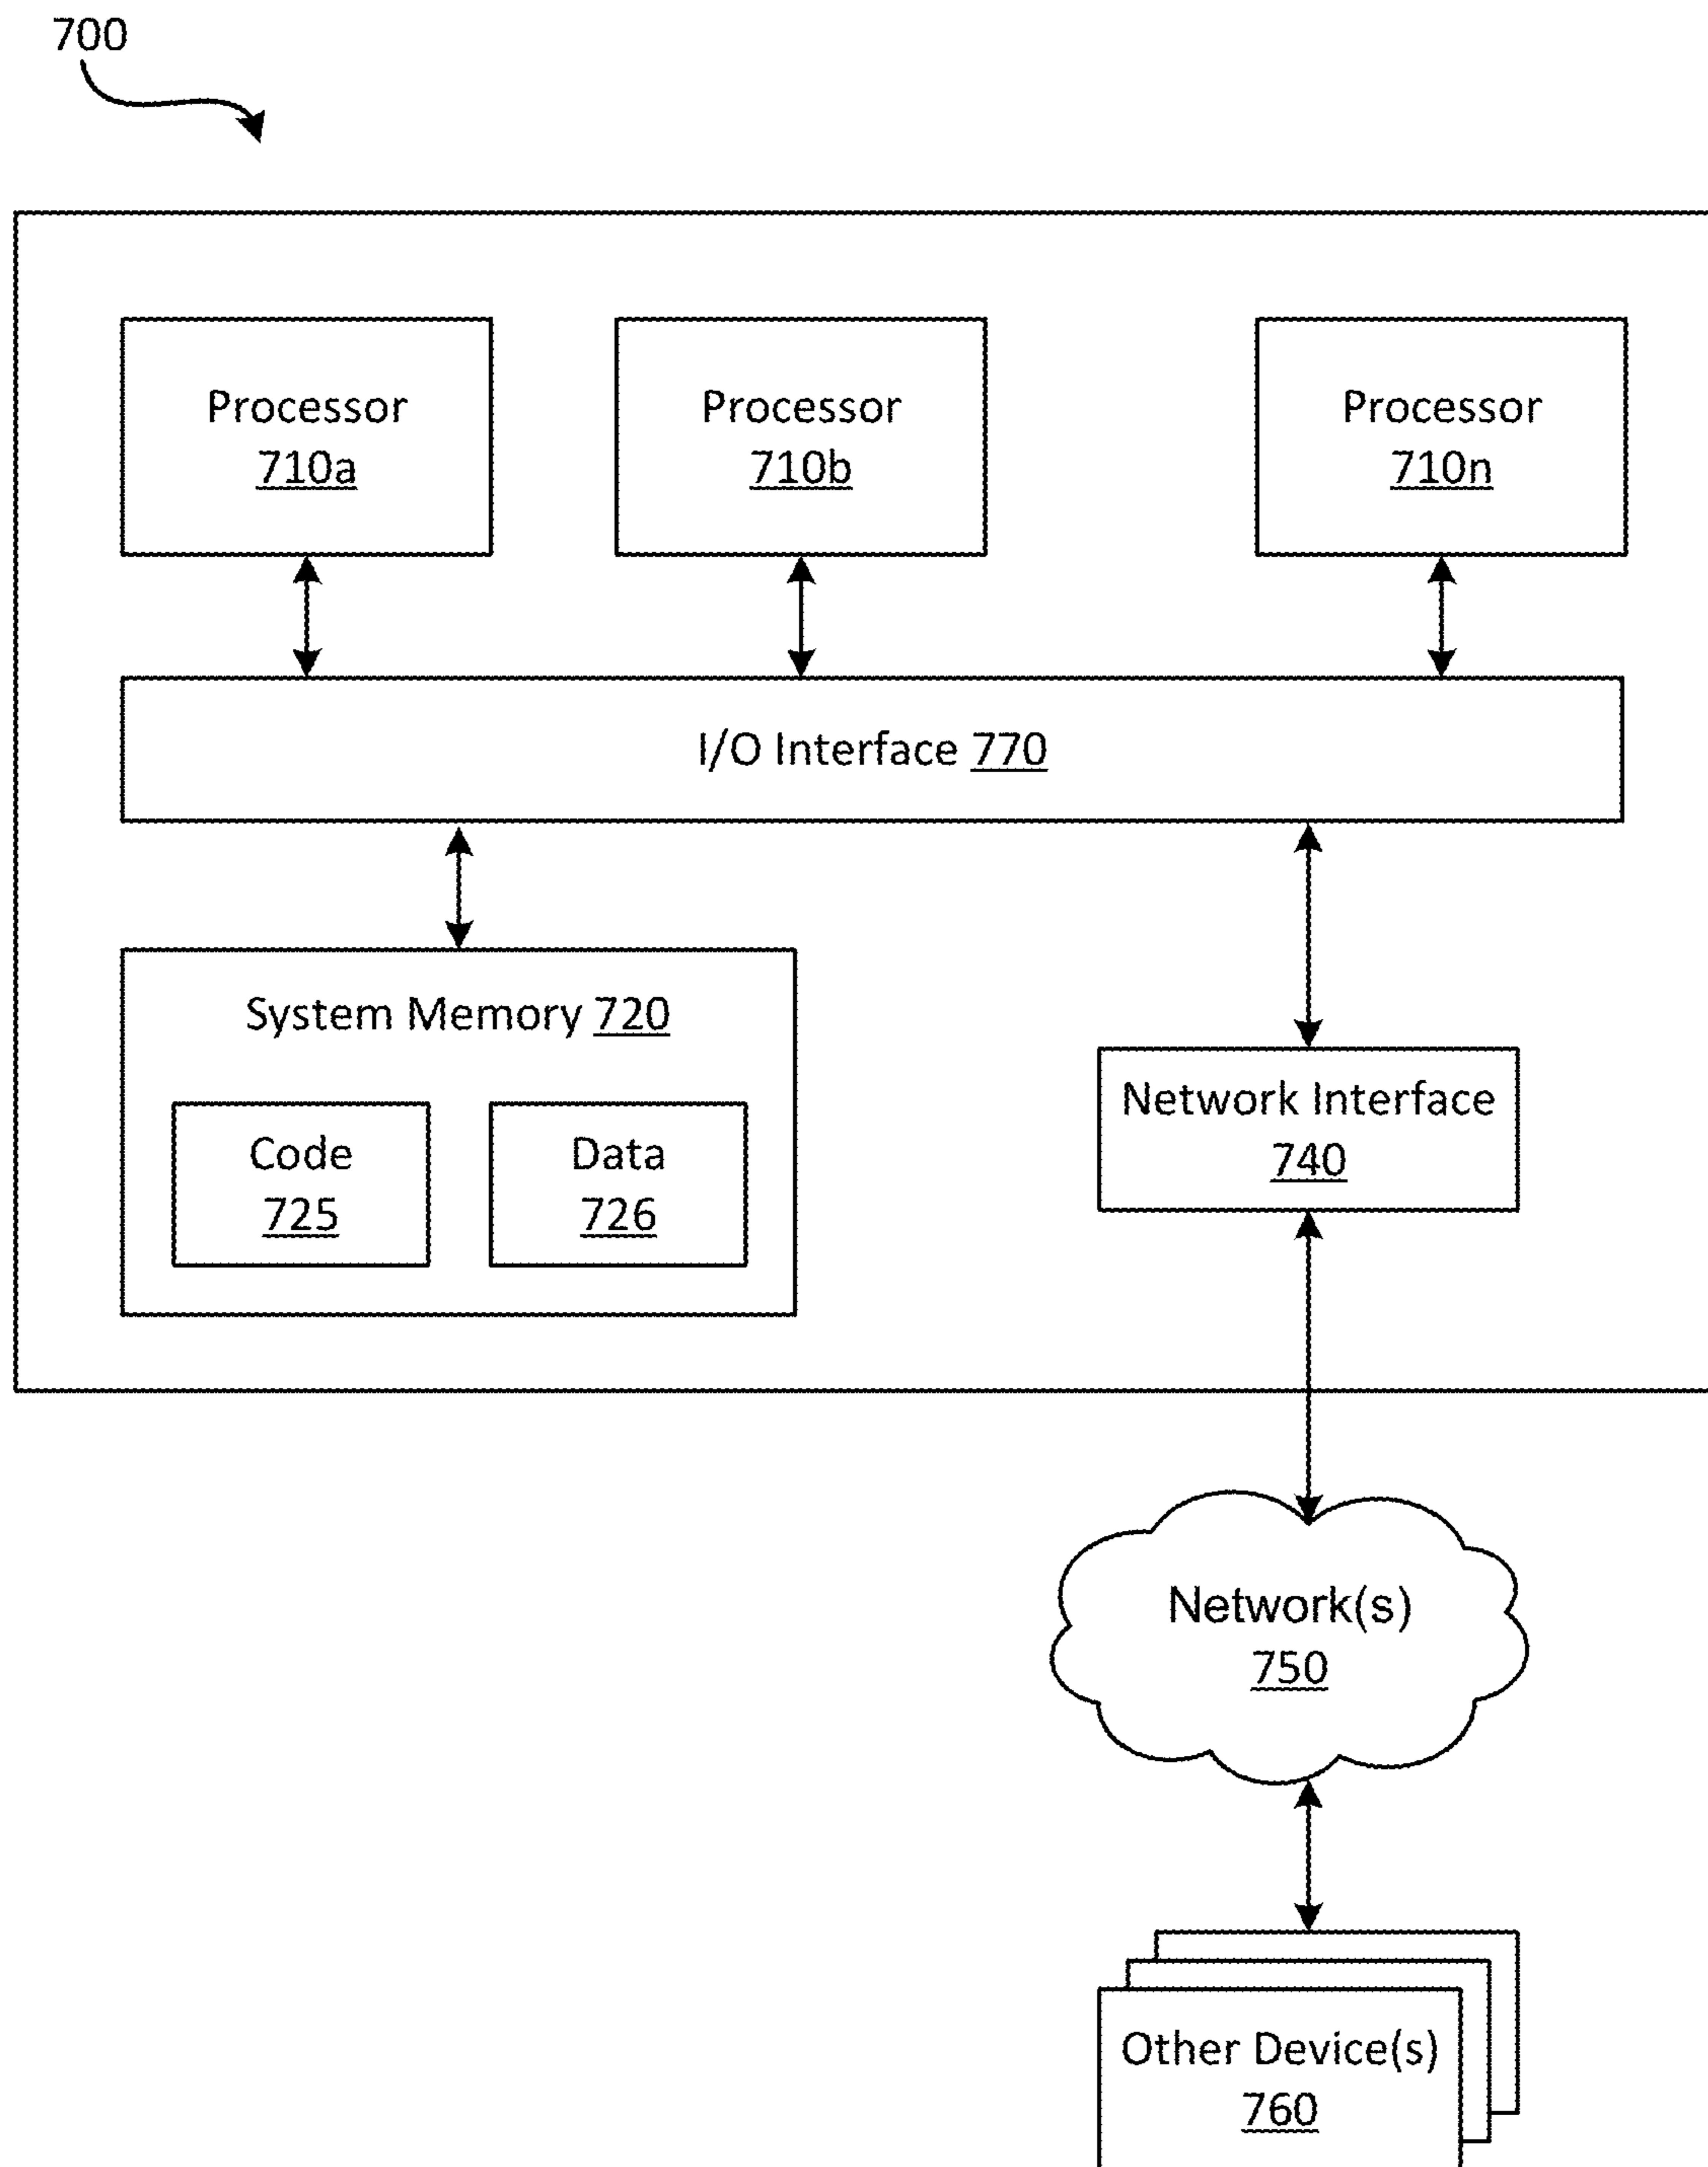 700
Processor
710a
Processor
710b
Processor
710n
I/O Interface 770
System Memory 720
Code
725
Data
726
Network Interface
740
Network(s)
750
Other Device(s)
760